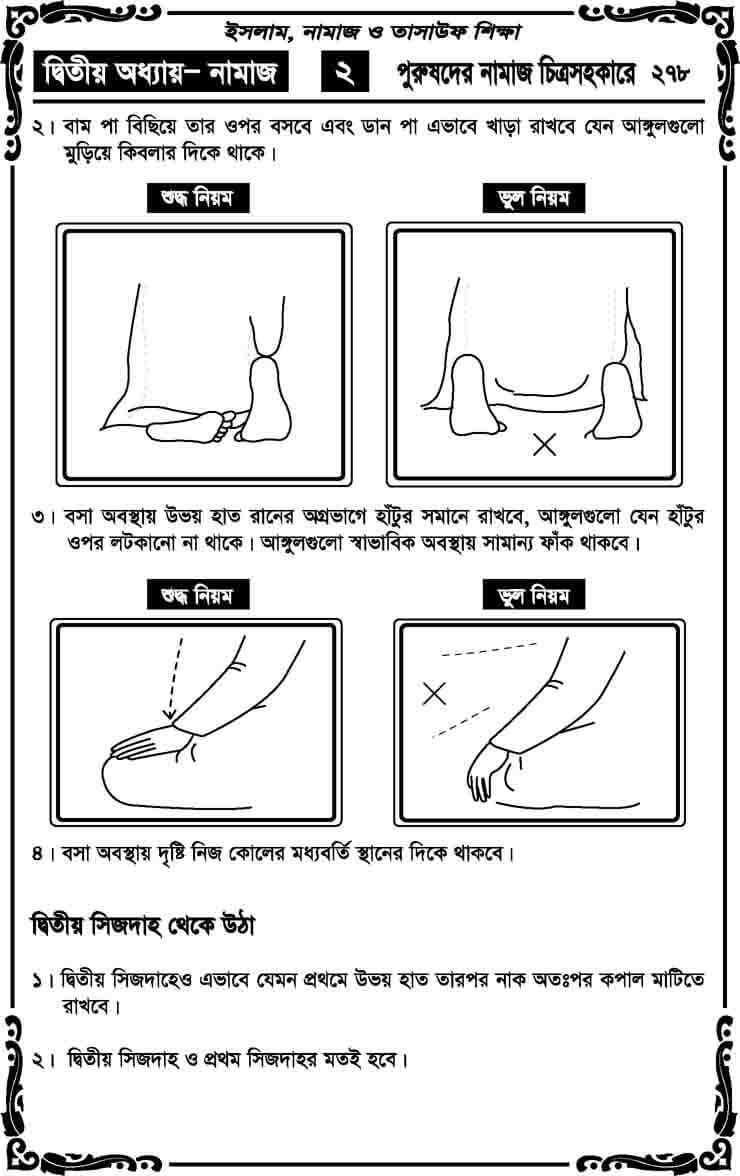 ইসলাম, নামাজ ও তাসাউফ শিক্ষা
দ্বিতীয় অধ্যায়– নামাজ ২ পুরুষদের নামাজ চিত্রসহকারে ২৭৮
২। বাম পা বিছিয়ে তার ওপর বসবে এবং ডান পা এভাবে খাড়া রাখবে যেন আঙ্গুলগুলো
মুড়িয়ে কিবলার দিকে থাকে।
শুদ্ধ নিয়ম ভুল নিয়ম
৩। বসা অবস্থায় উভয় হাত রানের অগ্রভাগে হাঁটুর সমানে রাখবে, আঙ্গুলগুলো যেন হাঁটুর
ওপর লটকানো না থাকে। আঙ্গুলগুলো স্বাভাবিক অবস্থায় সামান্য ফাঁক থাকবে।
শুদ্ধ নিয়ম ভুল নিয়ম
৪। বসা অবস্থায় দৃষ্টি নিজ কোলের মধ্যবর্তি স্থানের দিকে থাকবে।
দ্বিতীয় সিজদাহ থেকে উঠা
১। দ্বিতীয় সিজদাহেও এভাবে যেমন প্রথমে উভয় হাত তারপর নাক অতঃপর কপাল মাটিতে
রাখবে।
২। দ্বিতীয় সিজদাহ ও প্রথম সিজদাহর মতই হবে।